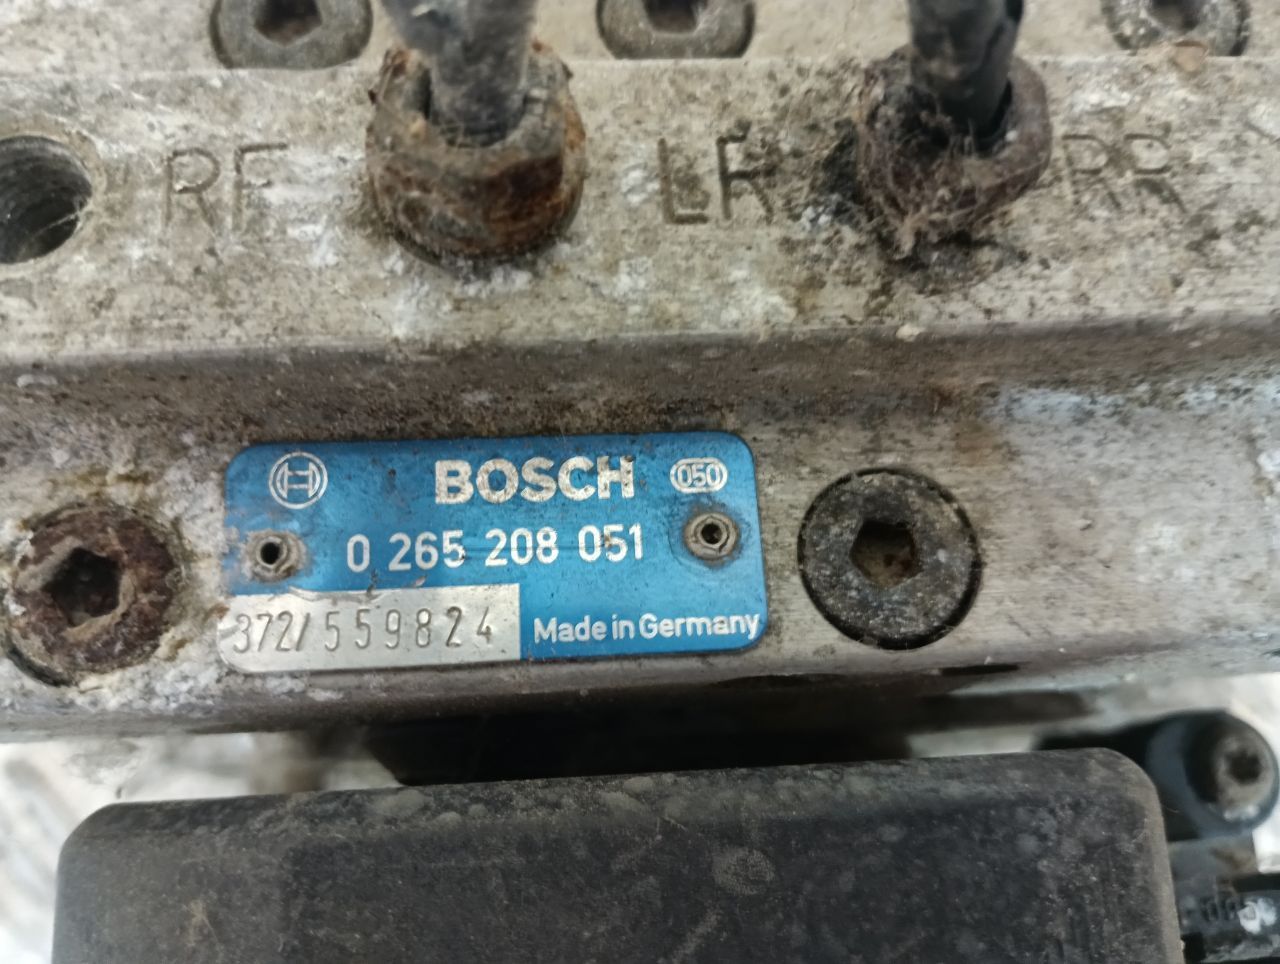 RF LR RR
BOSCH 050
0 265 208 051
372/559824
Made in Germany